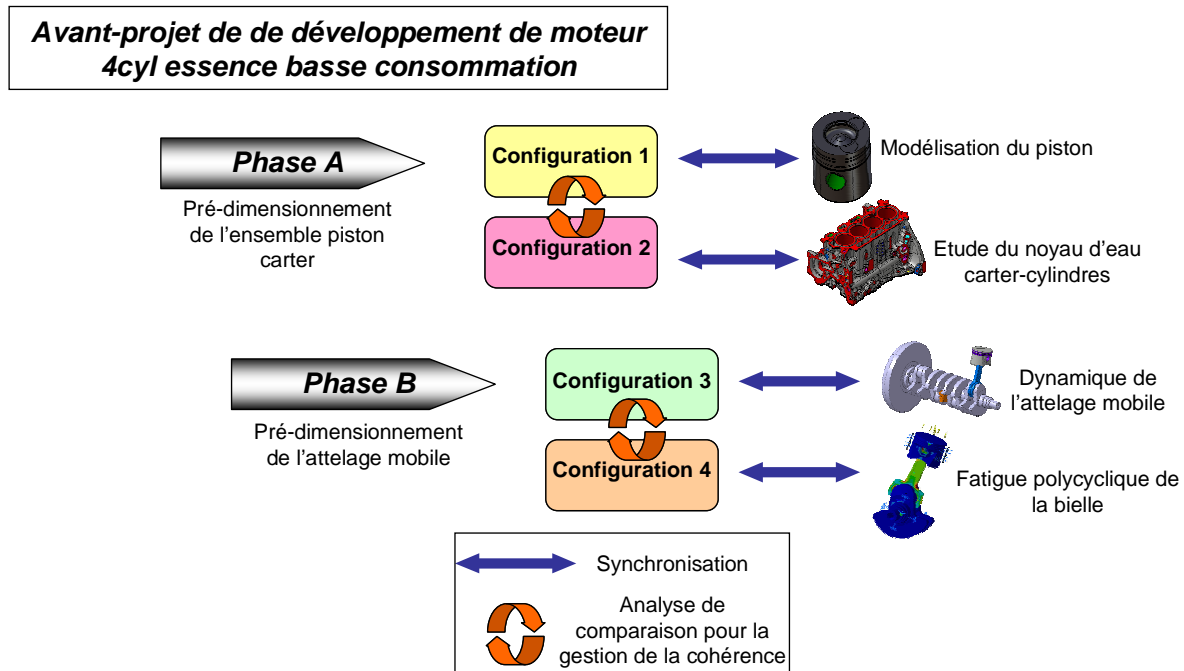 Avant-projet de de développement de moteur
4cyl essence basse consommation
Phase A
Pré-dimensionnement
de l'ensemble piston
carter
Configuration 1
Configuration 2
Modélisation du piston
Etude du noyau d'eau
carter-cylindres
Phase B
Pré-dimensionnement
de l'attelage mobile
Configuration 3
Configuration 4
Dynamique de
l'attelage mobile
Fatigue polycyclique de
la bielle
Synchronisation
Analyse de
comparaison pour la
gestion de la cohérence